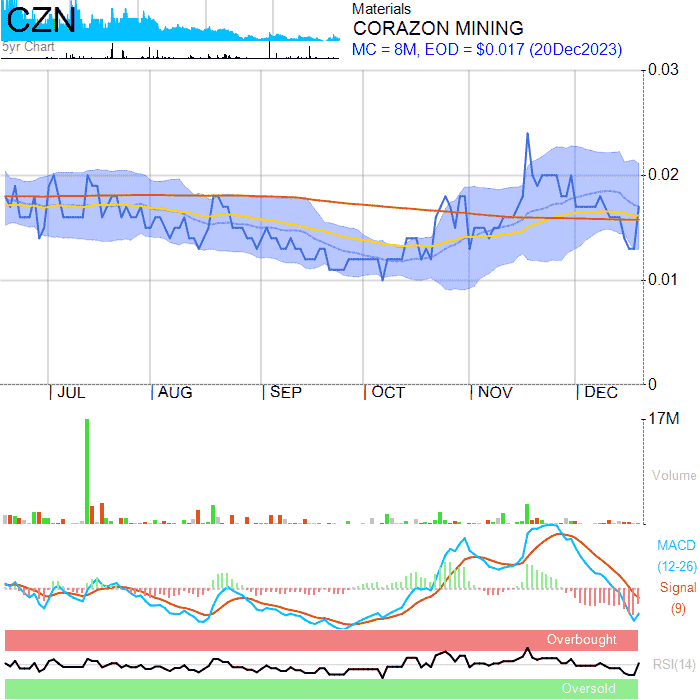 CZN
5yr Chart
Materials
CORAZON MINING
MC = 8M, EOD = $0.017 (20Dec2023)
0.03
0.02
0.01
0
JUL AUG SEP OCT NOV DEC
17M
Volume
MACD
(12-26)
Signal
(9)
Overbought
RSI(14)
Oversold